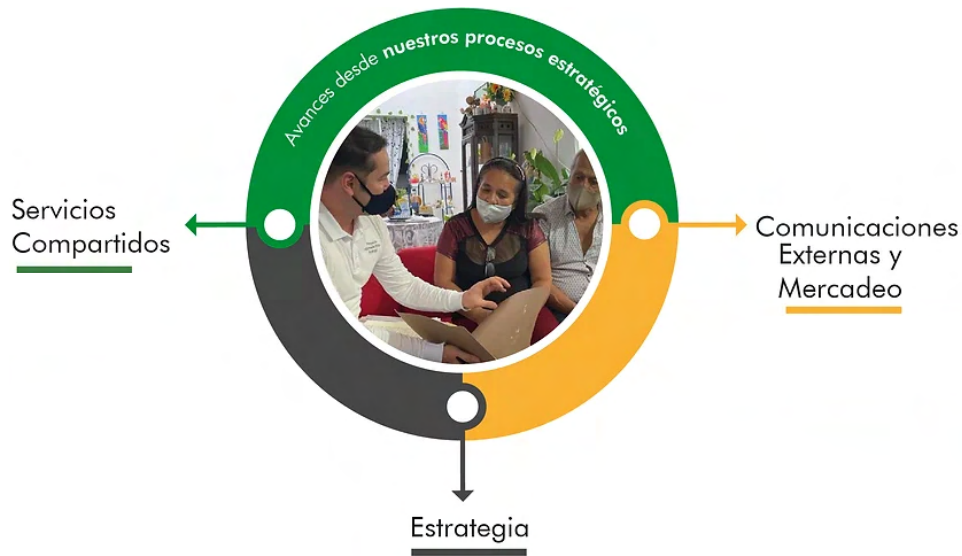 Avances desde nuestros procesos estratégicos
Servicios
Compartidos
Comunicaciones
Externas y
Mercadeo
Estrategia